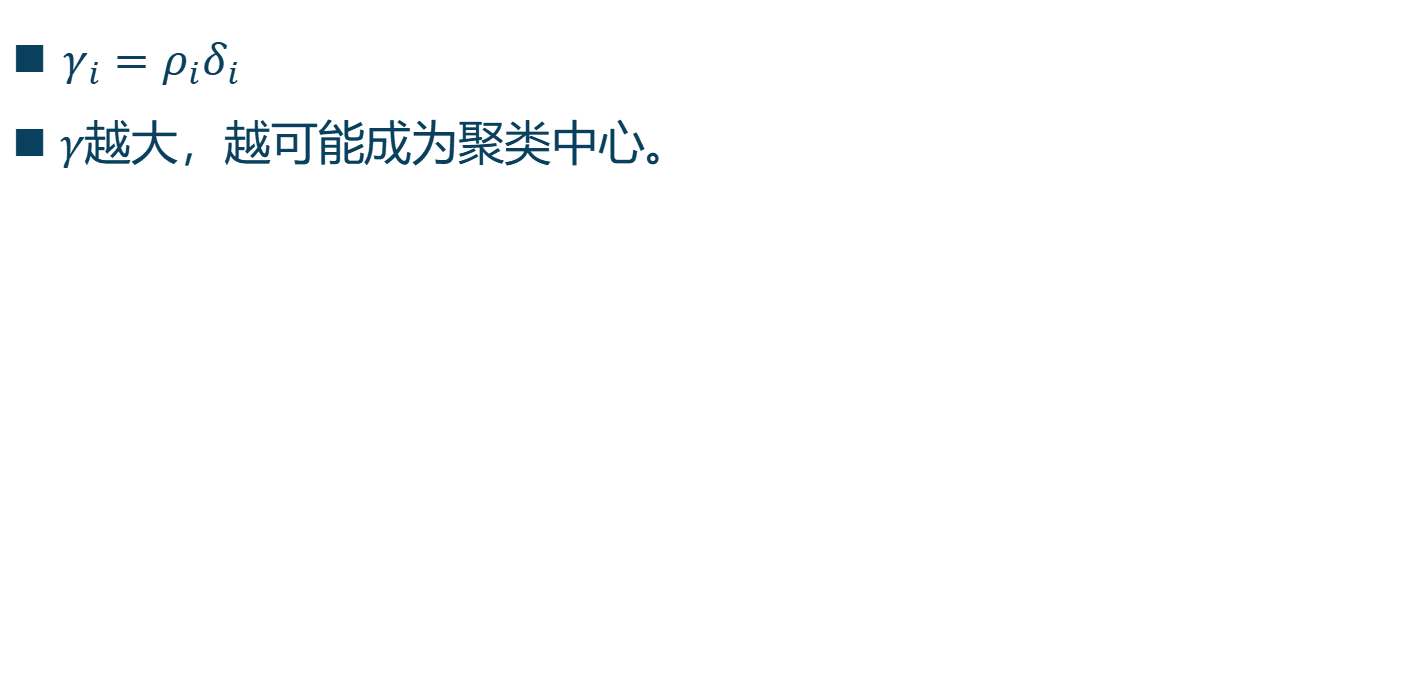 ■ γᵢ = ρᵢδᵢ
■ γ越大，越可能成为聚类中心。